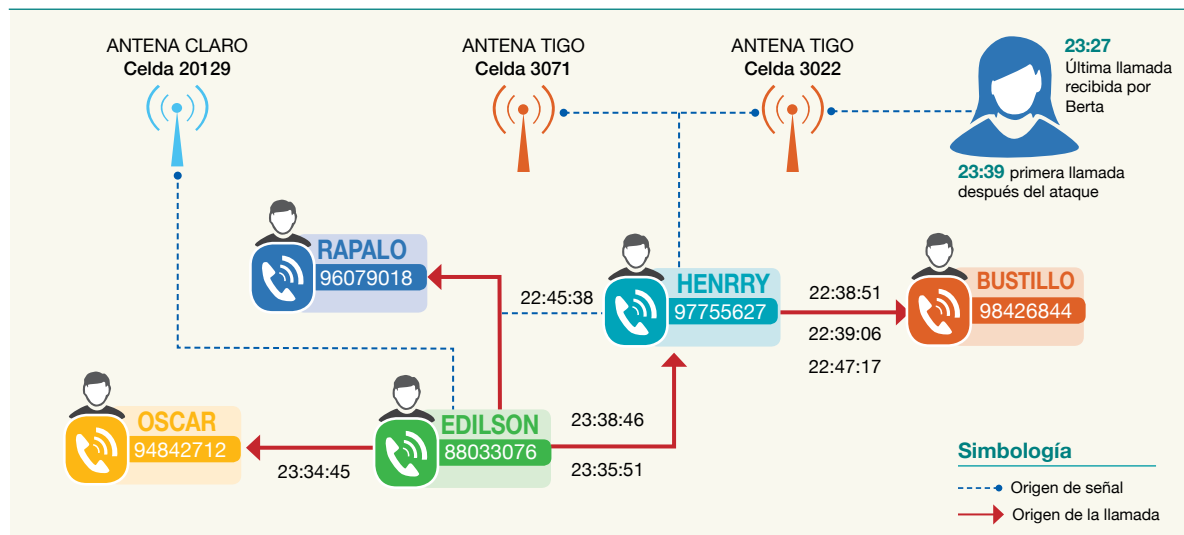 ANTENA CLARO
Celda 20129
ANTENA TIGO
Celda 3071
ANTENA TIGO
Celda 3022
23:27
Última llamada
recibida por
Berta
23:39 primera llamada
después del ataque
RAPALO
96079018
22:45:38
HENRRY
97755627
22:38:51
22:39:06
22:47:17
BUSTILLO
98426844
OSCAR
94842712
23:34:45
EDILSON
88033076
23:38:46
23:35:51
Simbología
Origen de señal
Origen de la llamada